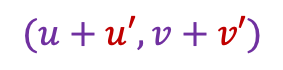 (u + u′, v + v′)